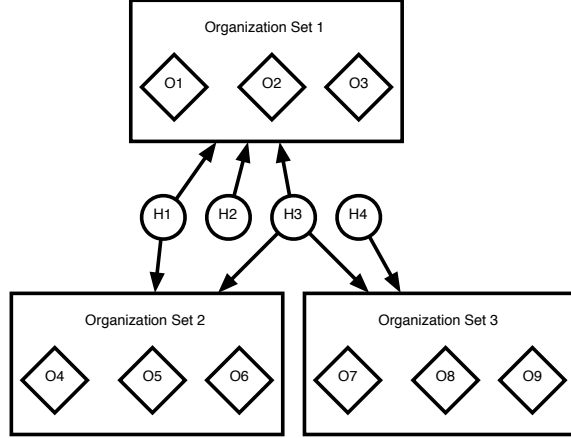 Organization Set 1
O1 O2 O3
H1 H2 H3 H4
Organization Set 2 Organization Set 3
O4 O5 O6 O7 O8 O9